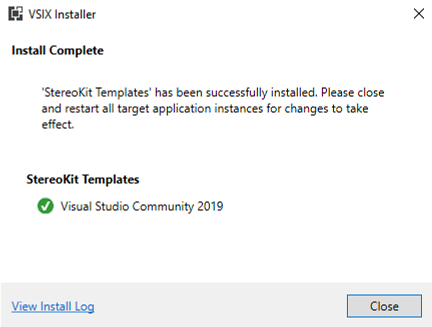 VSIX Installer
Install Complete
'StereoKit Templates' has been successfully installed. Please close
and restart all target application instances for changes to take
effect.
StereoKit Templates
Visual Studio Community 2019
View Install Log
Close